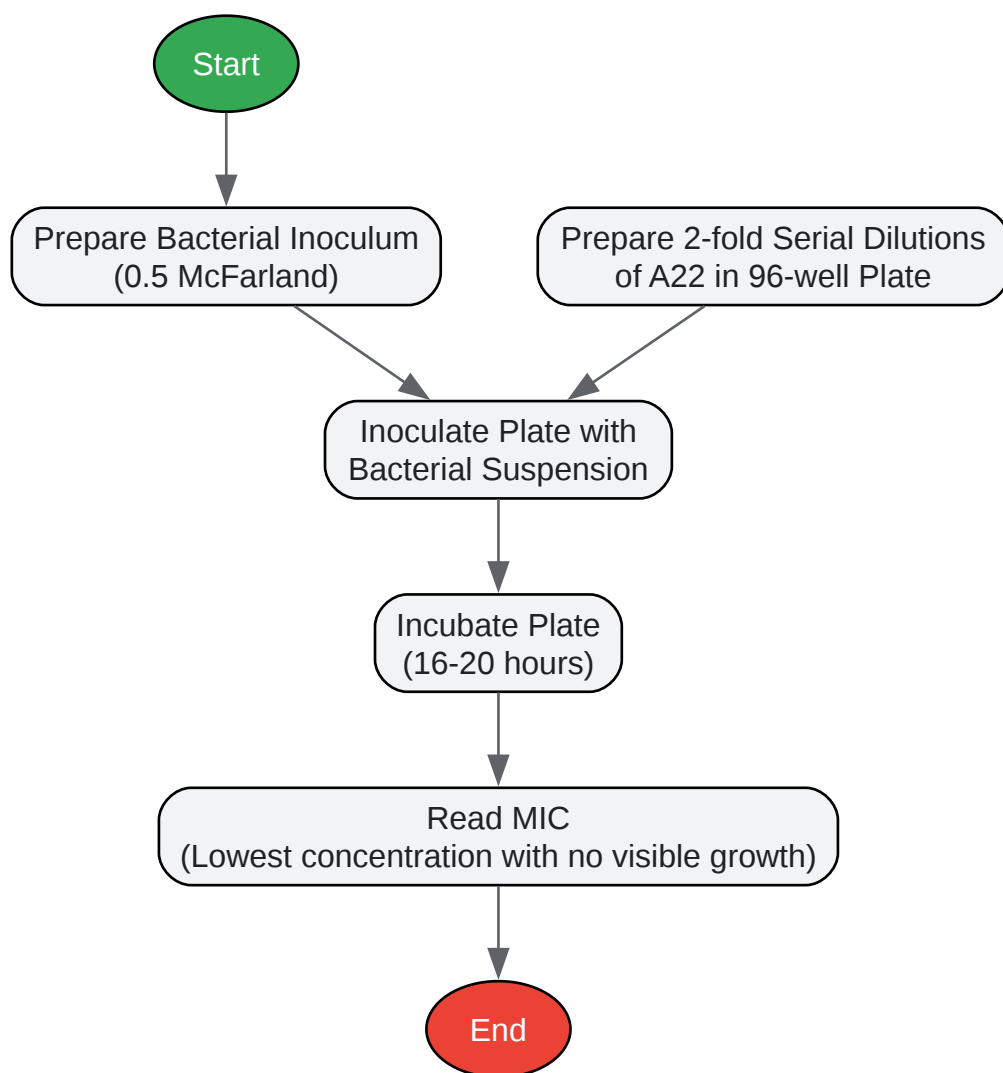 Start
Prepare Bacterial Inoculum
(0.5 McFarland)
Prepare 2-fold Serial Dilutions
of A22 in 96-well Plate
Inoculate Plate with
Bacterial Suspension
Incubate Plate
(16-20 hours)
Read MIC
(Lowest concentration with no visible growth)
End